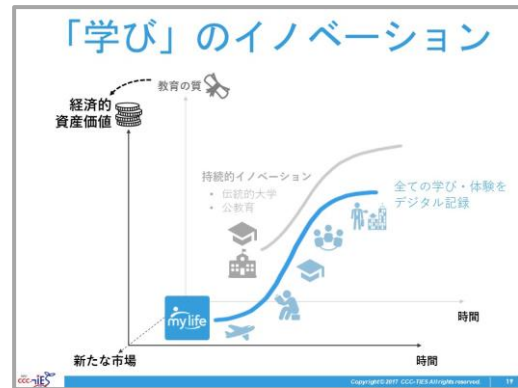 「学び」のイノベーション
教育の質
経済的
資産価値
持続的イノベーション
• 伝統的大学
• 公教育
全ての学び・体験を
デジタル記録
mylife
時間
新たな市場
時間
CCC-TIES
Copyright© 2017 CCC-TIES All rights reserved.
19